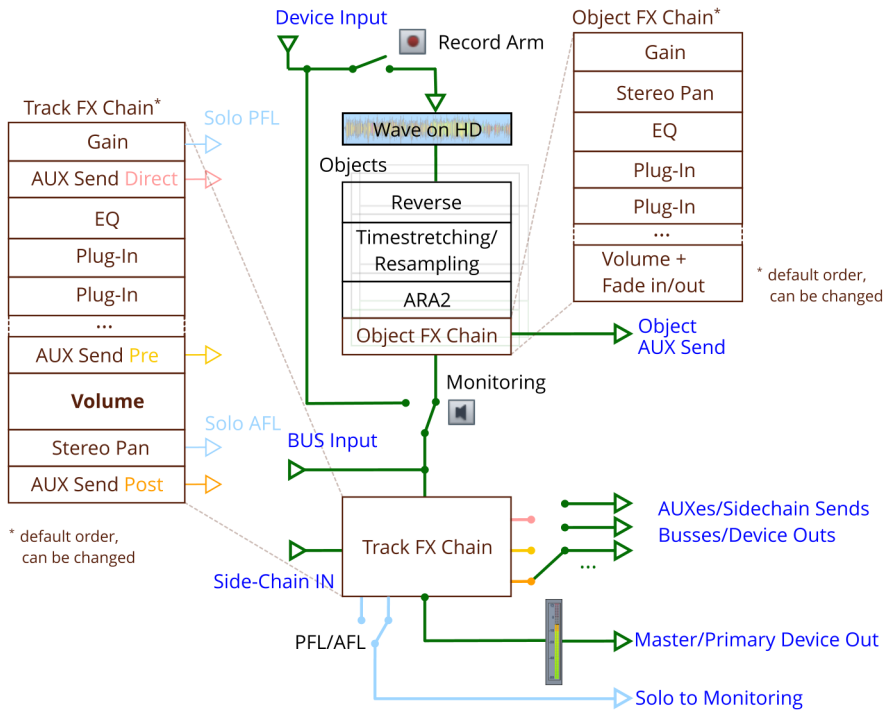 Device Input
Record Arm
Object FX Chain*
Gain
Stereo Pan
EQ
Plug-In
Plug-In
...
Volume +
Fade in/out
* default order,
can be changed
Track FX Chain*
Gain
AUX Send Direct
EQ
Plug-In
Plug-In
...
AUX Send Pre
Volume
Stereo Pan
AUX Send Post
* default order,
can be changed
Solo PFL
Solo AFL
Wave on HD
Objects
Reverse
Timestretching/
Resampling
ARA2
Object FX Chain
Object
AUX Send
Monitoring
BUS Input
Track FX Chain
Side-Chain IN
AUXes/Sidechain Sends
Busses/Device Outs
...
PFL/AFL
Master/Primary Device Out
Solo to Monitoring